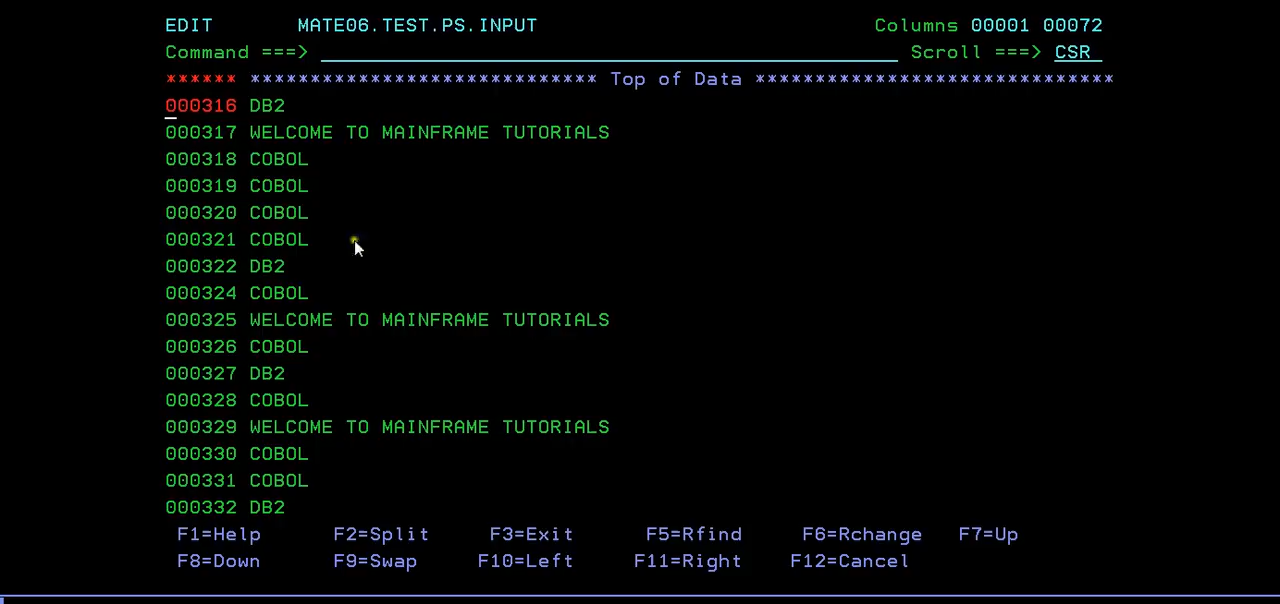 EDIT MATE06.TEST.PS.INPUT Columns 00001 00072
Command ===> Scroll ===> CSR
****** ***************************** Top of Data ******************************
000316 DB2
000317 WELCOME TO MAINFRAME TUTORIALS
000318 COBOL
000319 COBOL
000320 COBOL
000321 COBOL
000322 DB2
000324 COBOL
000325 WELCOME TO MAINFRAME TUTORIALS
000326 COBOL
000327 DB2
000328 COBOL
000329 WELCOME TO MAINFRAME TUTORIALS
000330 COBOL
000331 COBOL
000332 DB2
F1=Help F2=Split F3=Exit F5=Rfind F6=Rchange F7=Up
F8=Down F9=Swap F10=Left F11=Right F12=Cancel